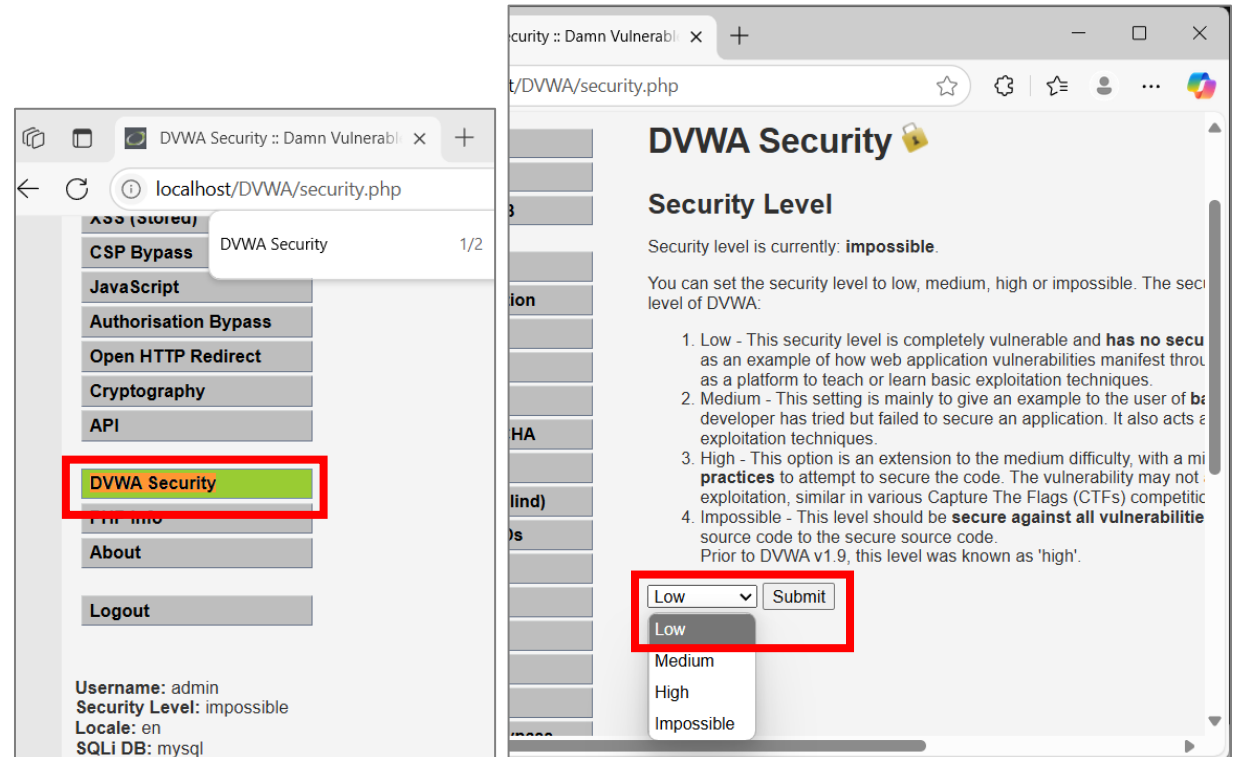 DVWA Security :: Damn Vulnerabl
localhost/DVWA/security.php
DVWA Security 1/2
XSS (Stored)
CSP Bypass
JavaScript
Authorisation Bypass
Open HTTP Redirect
Cryptography
API
DVWA Security
PHP Info
About
Logout
Username: admin
Security Level: impossible
Locale: en
SQLi DB: mysql
curity :: Damn Vulnerabl
t/DVWA/security.php
tion
HA
lind)
Ds
ypass
DVWA Security
Security Level
Security level is currently: impossible.
You can set the security level to low, medium, high or impossible. The secu
level of DVWA:
1. Low - This security level is completely vulnerable and has no secu
as an example of how web application vulnerabilities manifest throu
as a platform to teach or learn basic exploitation techniques.
2. Medium - This setting is mainly to give an example to the user of ba
developer has tried but failed to secure an application. It also acts a
exploitation techniques.
3. High - This option is an extension to the medium difficulty, with a mi
practices to attempt to secure the code. The vulnerability may not
exploitation, similar in various Capture The Flags (CTFs) competitio
4. Impossible - This level should be secure against all vulnerabilitie
source code to the secure source code.
Prior to DVWA v1.9, this level was known as 'high'.
Low Submit
Low
Medium
High
Impossible